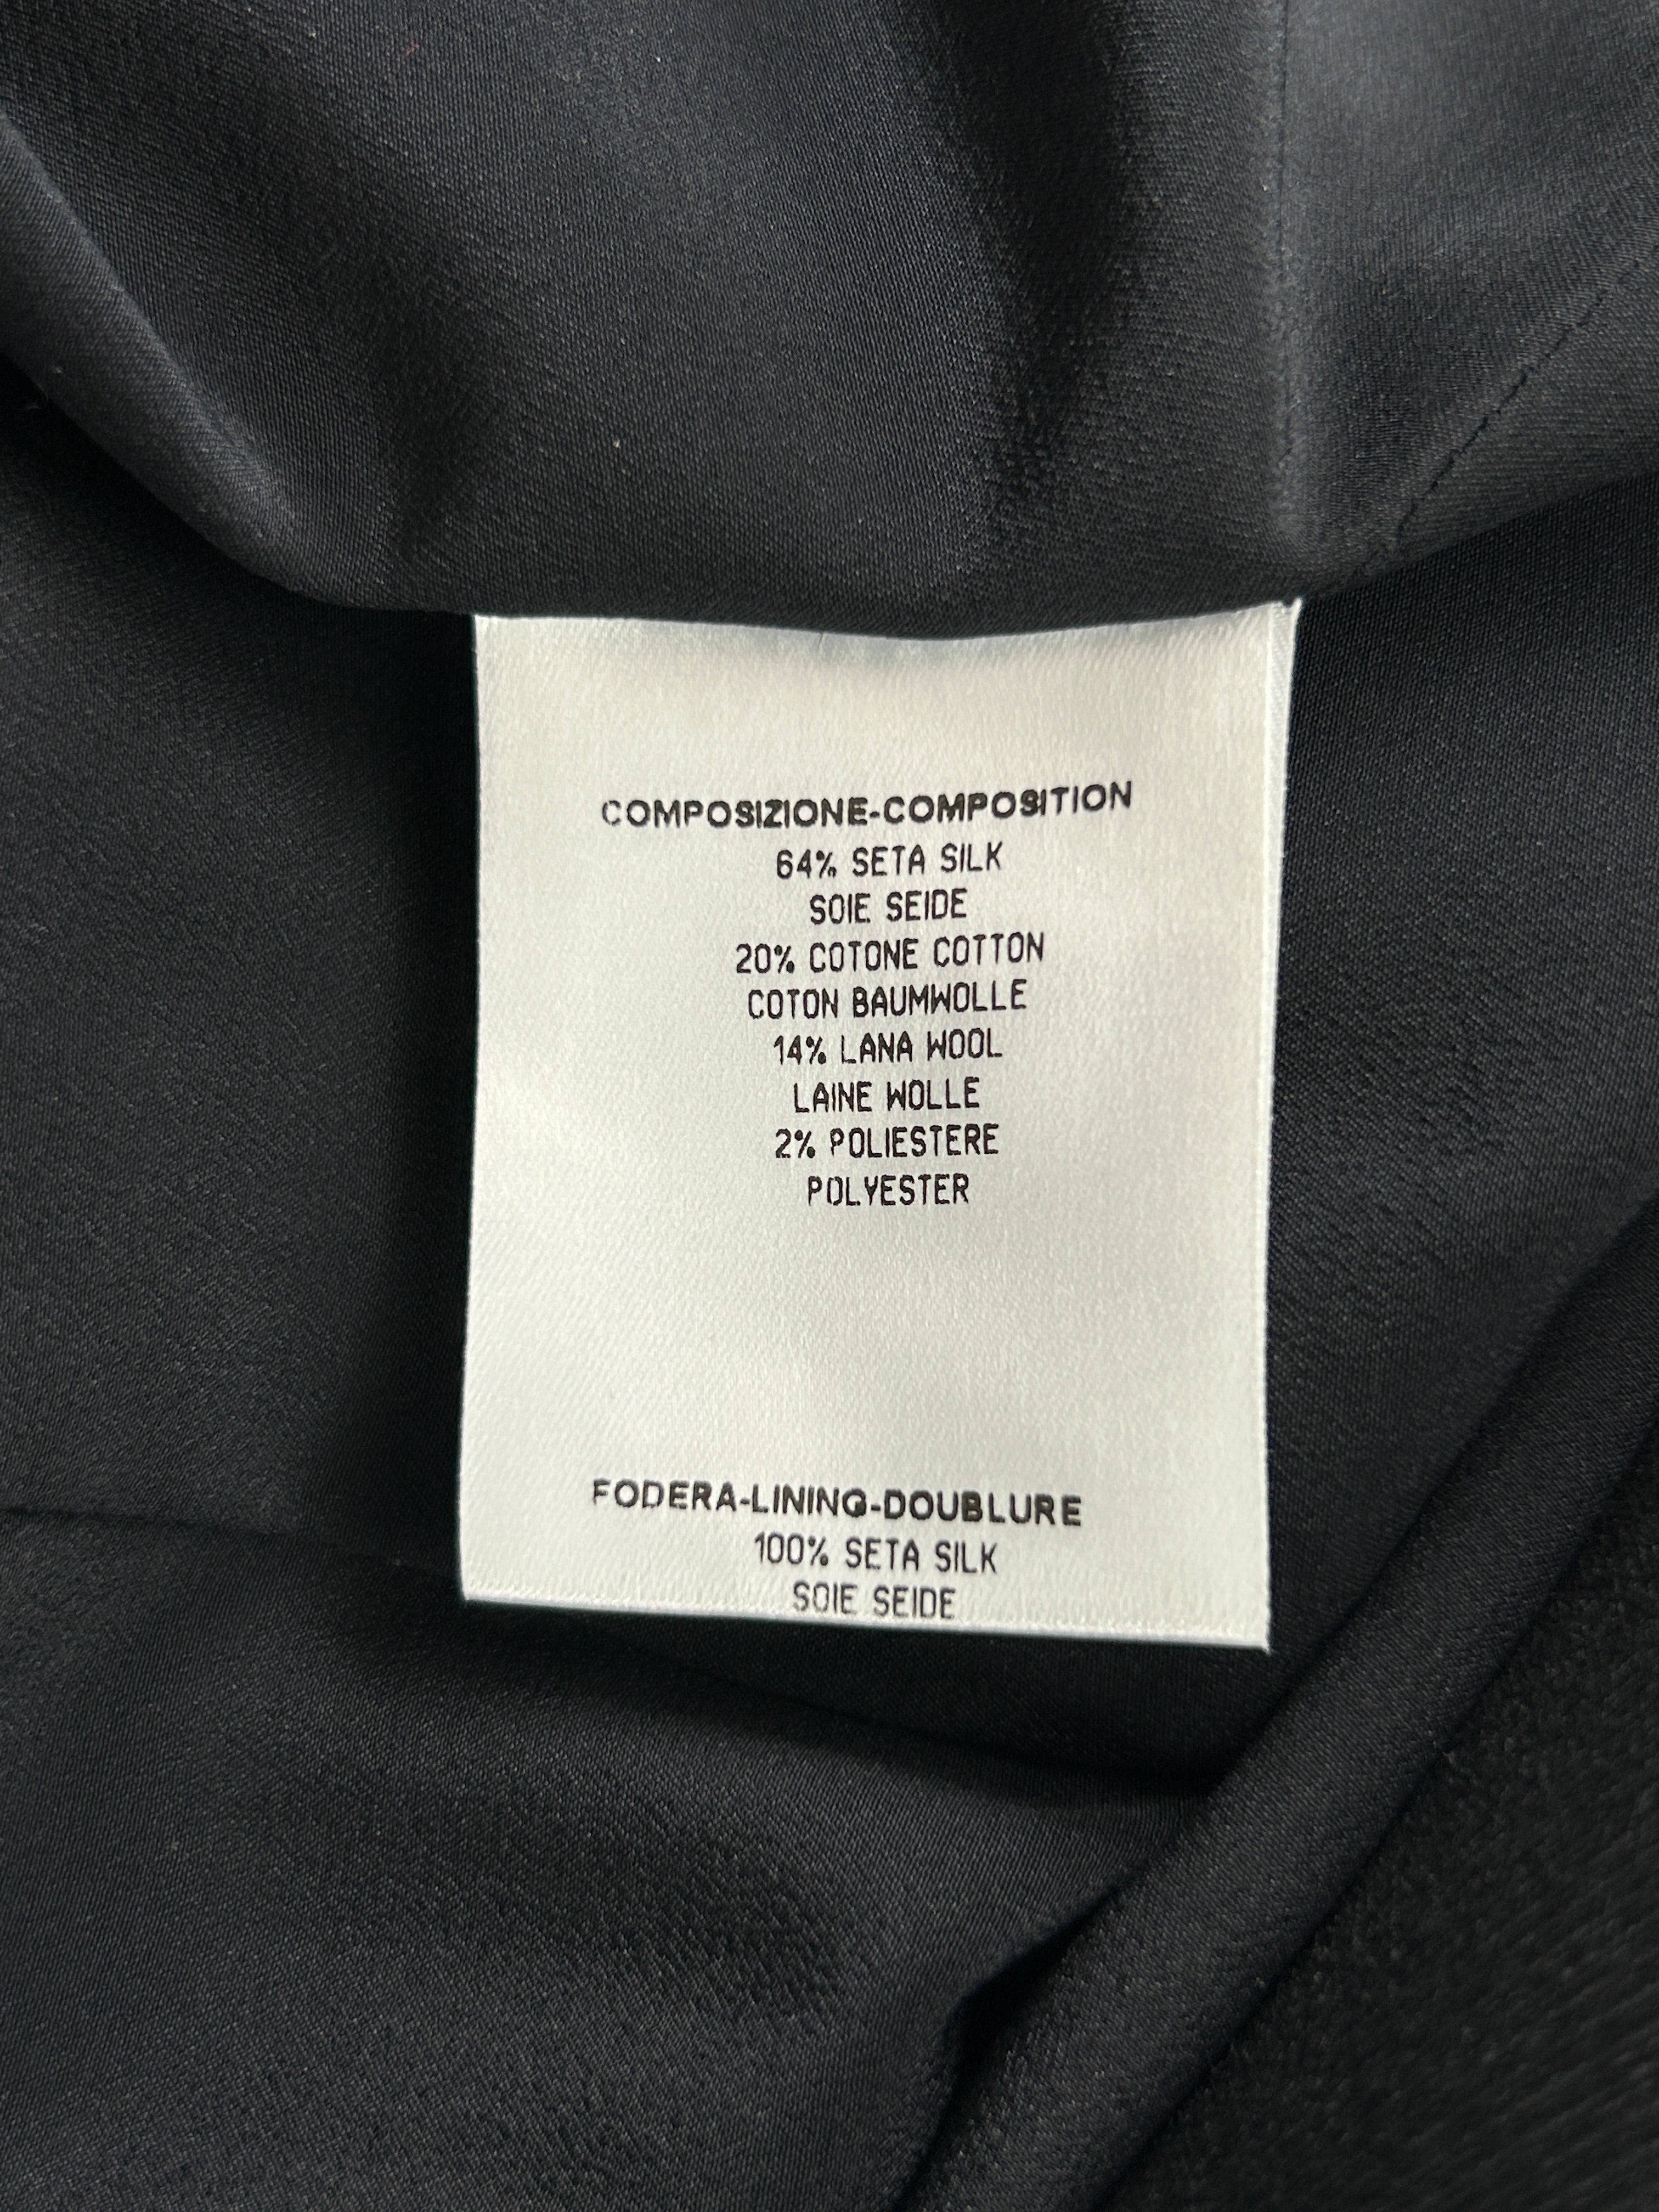 COMPOSIZIONE-COMPOSITION
64% SETA SILK
SOIE SEIDE
20% COTONE COTTON
COTON BAUMWOLLE
14% LANA WOOL
LAINE WOLLE
2% POLIESTERE
POLYESTER
FODERA-LINING-DOUBLURE
100% SETA SILK
SOIE SEIDE